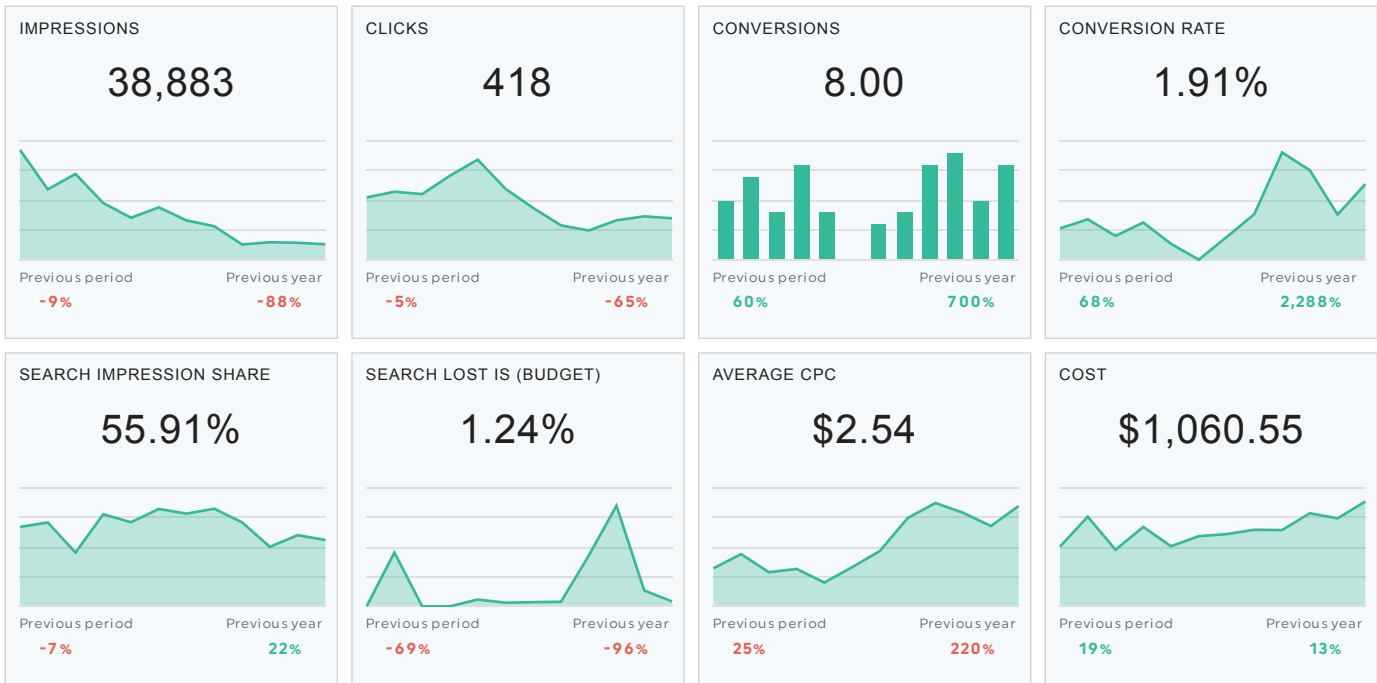 IMPRESSIONS
38,883
Previous period Previous year
-9% -88%
CLICKS
418
Previous period Previous year
-5% -65%
CONVERSIONS
8.00
Previous period Previous year
60% 700%
CONVERSION RATE
1.91%
Previous period Previous year
68% 2,288%
SEARCH IMPRESSION SHARE
55.91%
Previous period Previous year
-7% 22%
SEARCH LOST IS (BUDGET)
1.24%
Previous period Previous year
-69% -96%
AVERAGE CPC
$2.54
Previous period Previous year
25% 220%
COST
$1,060.55
Previous period Previous year
19% 13%